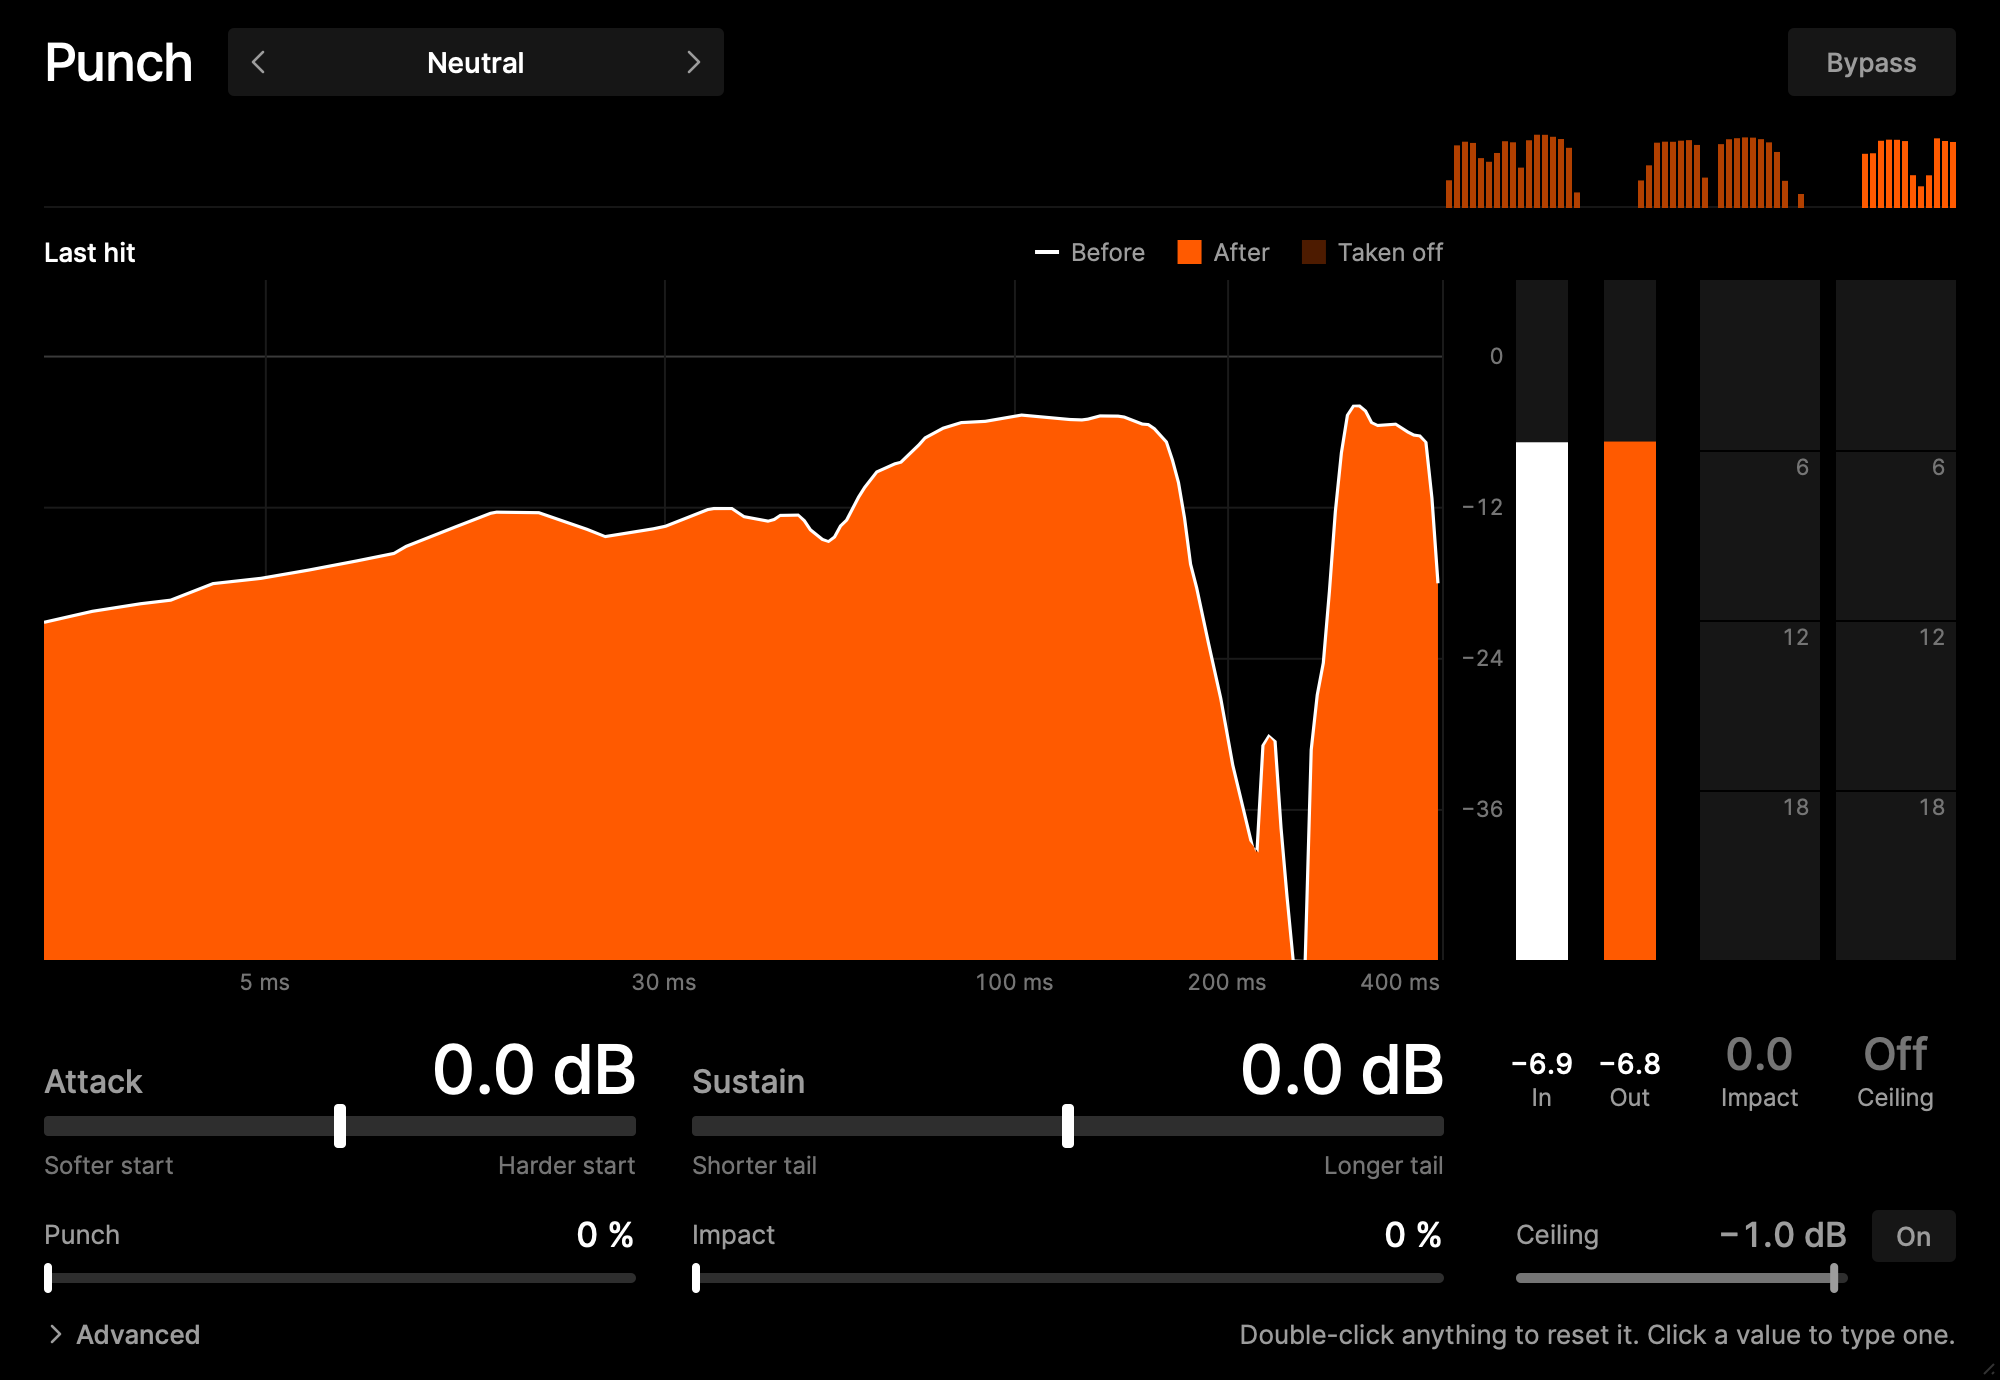 Punch
Neutral
Bypass
Last hit
Before After Taken off
0
−12
−24
−36
6 6
12 12
18 18
5 ms 30 ms 100 ms 200 ms 400 ms
Attack 0.0 dB
Softer start Harder start
Sustain 0.0 dB
Shorter tail Longer tail
−6.9 In
−6.8 Out
0.0 Impact
Off Ceiling
Punch 0 %
Impact 0 %
Ceiling −1.0 dB On
Advanced
Double-click anything to reset it. Click a value to type one.